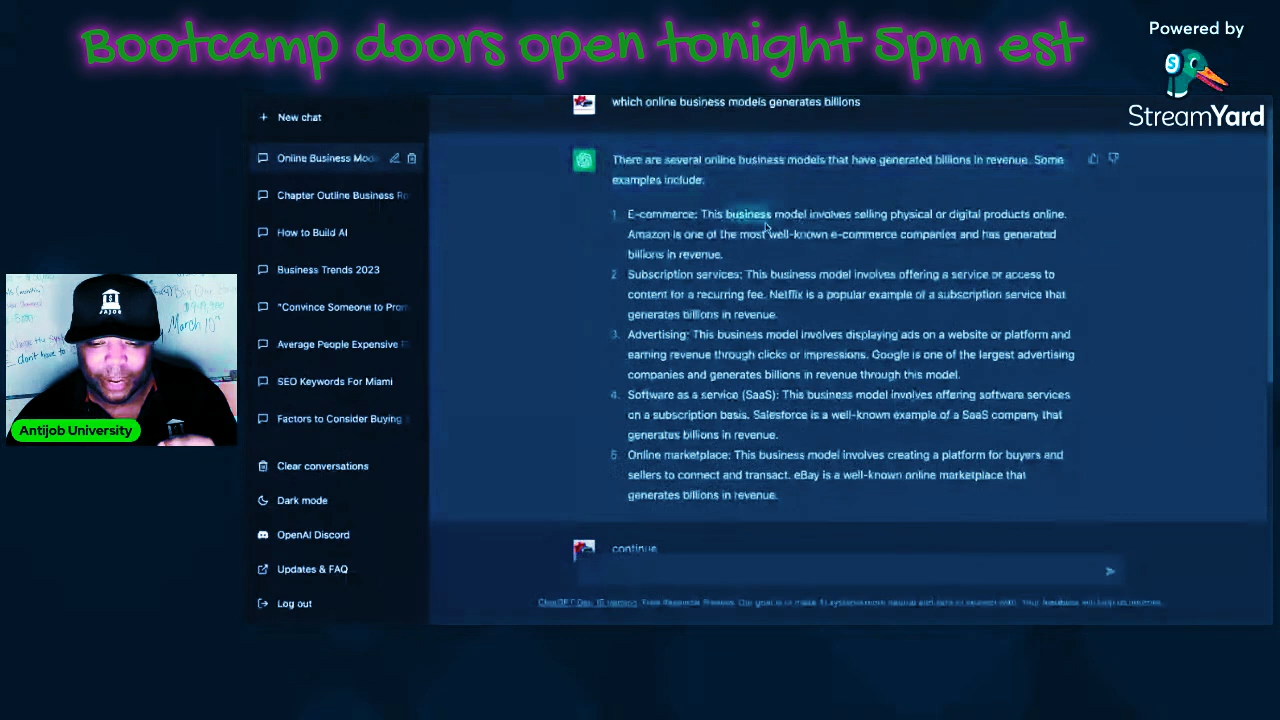 Bootcamp doors open tonight 5pm est
Powered by
StreamYard
New chat
Online Business Mod
Chapter Outline Business
How to Build AI
Business Trends 2023
"Convince Someone to Prom
Average People Expensive
SEO Keywords For Miami
Factors to Consider Buying
Clear conversations
Dark mode
OpenAI Discord
Updates & FAQ
Log out
which online business models generates billions
There are several online business models that have generated billions in revenue. Some
examples include:
1. E-commerce: This business model involves selling physical or digital products online.
Amazon is one of the most well-known e-commerce companies and has generated
billions in revenue.
2. Subscription services: This business model involves offering a service or access to
content for a recurring fee. Netflix is a popular example of a subscription service that
generates billions in revenue.
3. Advertising: This business model involves displaying ads on a website or platform and
earning revenue through clicks or impressions. Google is one of the largest advertising
companies and generates billions in revenue through this model.
4. Software as a service (SaaS): This business model involves offering software services
on a subscription basis. Salesforce is a well-known example of a SaaS company that
generates billions in revenue.
5. Online marketplace: This business model involves creating a platform for buyers and
sellers to connect and transact. eBay is a well-known online marketplace that
generates billions in revenue.
continue
March 10
don't have to
Antijob University